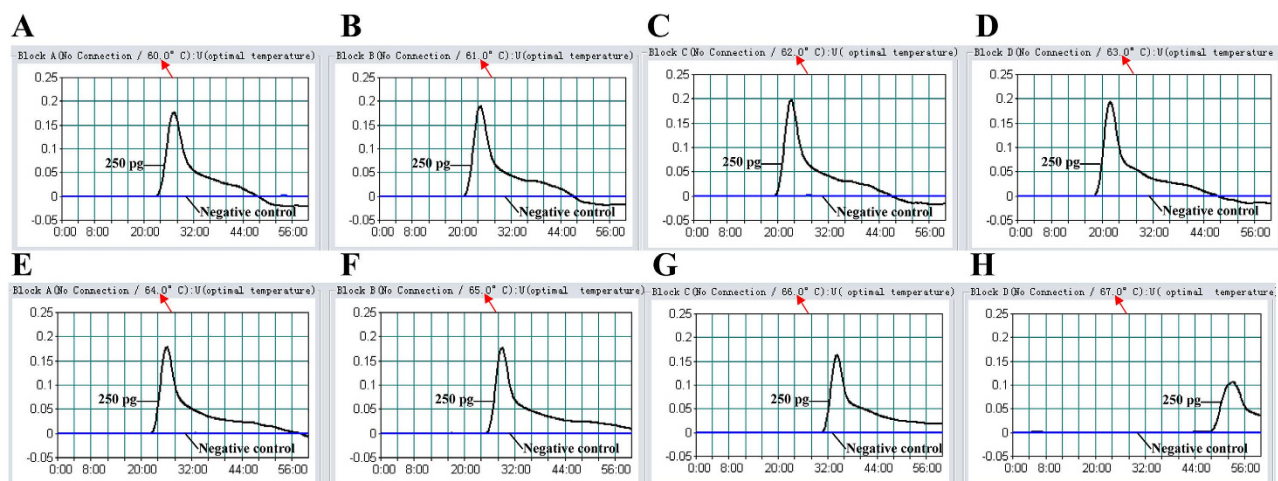 A
B
C
D
Block A(No Connection / 60.0° C):U(optimal temperature)
Block B(No Connection / 61.0° C):U(optimal temperature)
Block C(No Connection / 62.0° C):U( optimal temperature)
Block D(No Connection / 63.0° C):U(optimal temperature
0.25
0.2
0.15
0.1
0.05
0
-0.05
250 pg
Negative control
0:00 8:00 20:00 32:00 44:00 56:00
0.25
0.2
0.15
0.1
0.05
0
-0.05
250 pg
Negative control
0:00 8:00 20:00 32:00 44:00 56:00
0.25
0.2
0.15
0.1
0.05
0
-0.05
250 pg
Negative control
0:00 8:00 20:00 32:00 44:00 56:00
0.25
0.2
0.15
0.1
0.05
0
-0.05
250 pg
Negative control
0:00 8:00 20:00 32:00 44:00 56:00
E
F
G
H
Block A(No Connection / 64.0° C):U(optimal temperature)
Block B(No Connection / 65.0° C):U(optimal temperature)
Block C(No Connection / 66.0° C):U( optimal temperature)
Block D(No Connection / 67.0° C):U( optimal temperature)
0.25
0.2
0.15
0.1
0.05
0
-0.05
250 pg
Negative control
0:00 8:00 20:00 32:00 44:00 56:00
0.25
0.2
0.15
0.1
0.05
0
-0.05
250 pg
Negative control
0:00 8:00 20:00 32:00 44:00 56:00
0.25
0.2
0.15
0.1
0.05
0
-0.05
250 pg
Negative control
0:00 8:00 20:00 32:00 44:00 56:00
0.25
0.2
0.15
0.1
0.05
0
-0.05
250 pg
Negative control
0:00 8:00 20:00 32:00 44:00 56:00